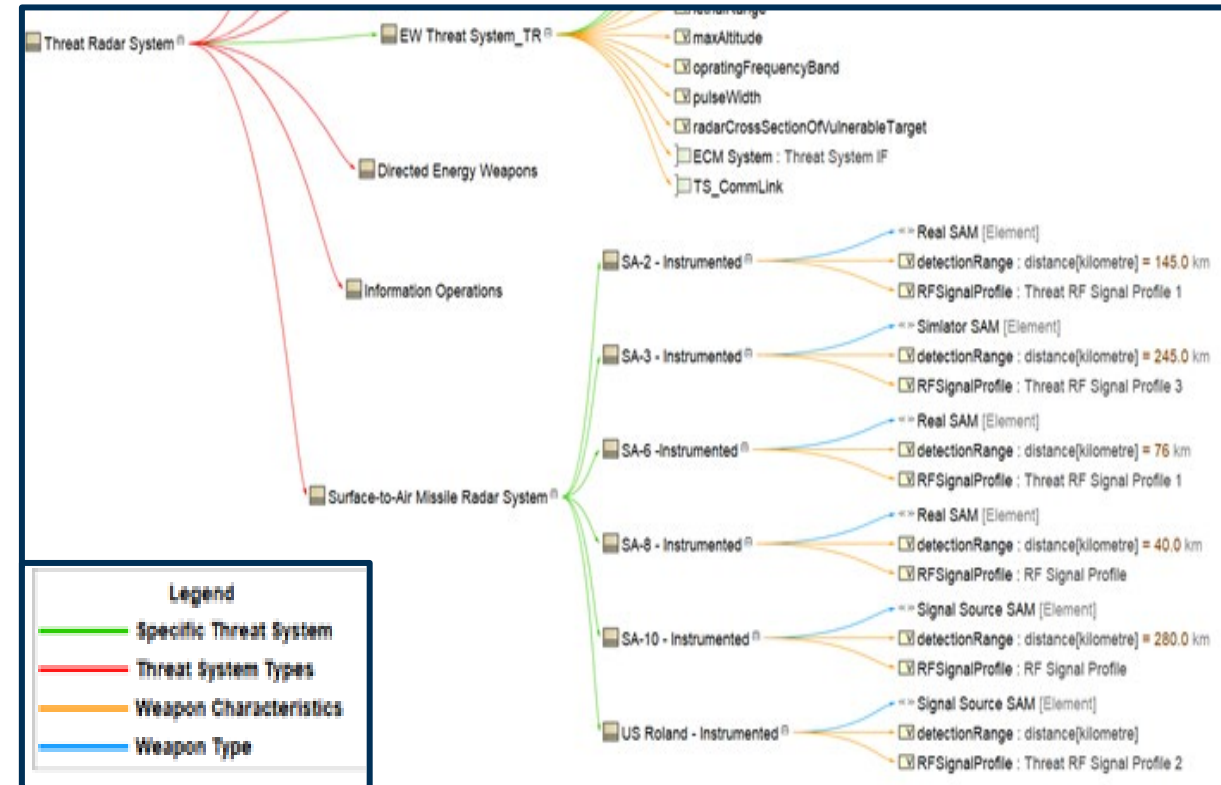 Threat Radar System
EW Threat System_TR
lethalRange
maxAltitude
opratingFrequencyBand
pulseWidth
radarCrossSectionOfVulnerableTarget
ECM System : Threat System IF
TS_CommLink
Directed Energy Weapons
Information Operations
Surface-to-Air Missile Radar System
SA-2 - Instrumented
«» Real SAM [Element]
detectionRange : distance[kilometre] = 145.0 km
RFSignalProfile : Threat RF Signal Profile 1
SA-3 - Instrumented
«» Simlator SAM [Element]
detectionRange : distance[kilometre] = 245.0 km
RFSignalProfile : Threat RF Signal Profile 3
SA-6 -Instrumented
«» Real SAM [Element]
detectionRange : distance[kilometre] = 76 km
RFSignalProfile : Threat RF Signal Profile 1
SA-8 - Instrumented
«» Real SAM [Element]
detectionRange : distance[kilometre] = 40.0 km
RFSignalProfile : RF Signal Profile
SA-10 - Instrumented
«» Signal Source SAM [Element]
detectionRange : distance[kilometre] = 280.0 km
RFSignalProfile : RF Signal Profile
US Roland - Instrumented
«» Signal Source SAM [Element]
detectionRange : distance[kilometre]
RFSignalProfile : Threat RF Signal Profile 2
Legend
Specific Threat System
Threat System Types
Weapon Characteristics
Weapon Type